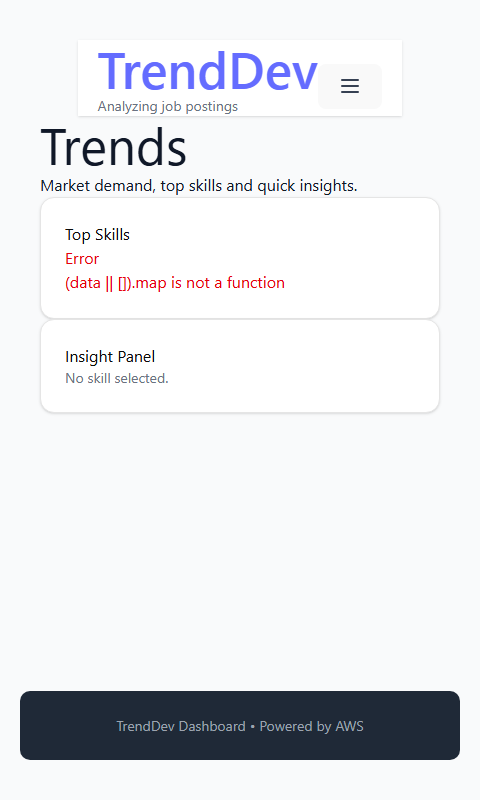 TrendDev
Analyzing job postings
Trends
Market demand, top skills and quick insights.
Top Skills
Error
(data || []).map is not a function
Insight Panel
No skill selected.
TrendDev Dashboard • Powered by AWS